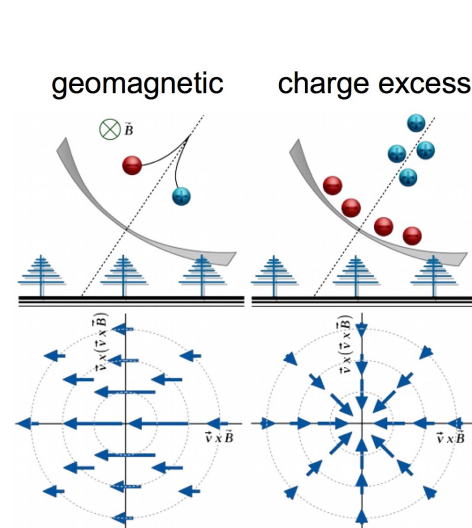 geomagnetic
charge excess
⊗ B⃗
v⃗ x (v⃗ x B⃗)
v⃗ x B⃗
v⃗ x (v⃗ x B⃗)
v⃗ x B⃗